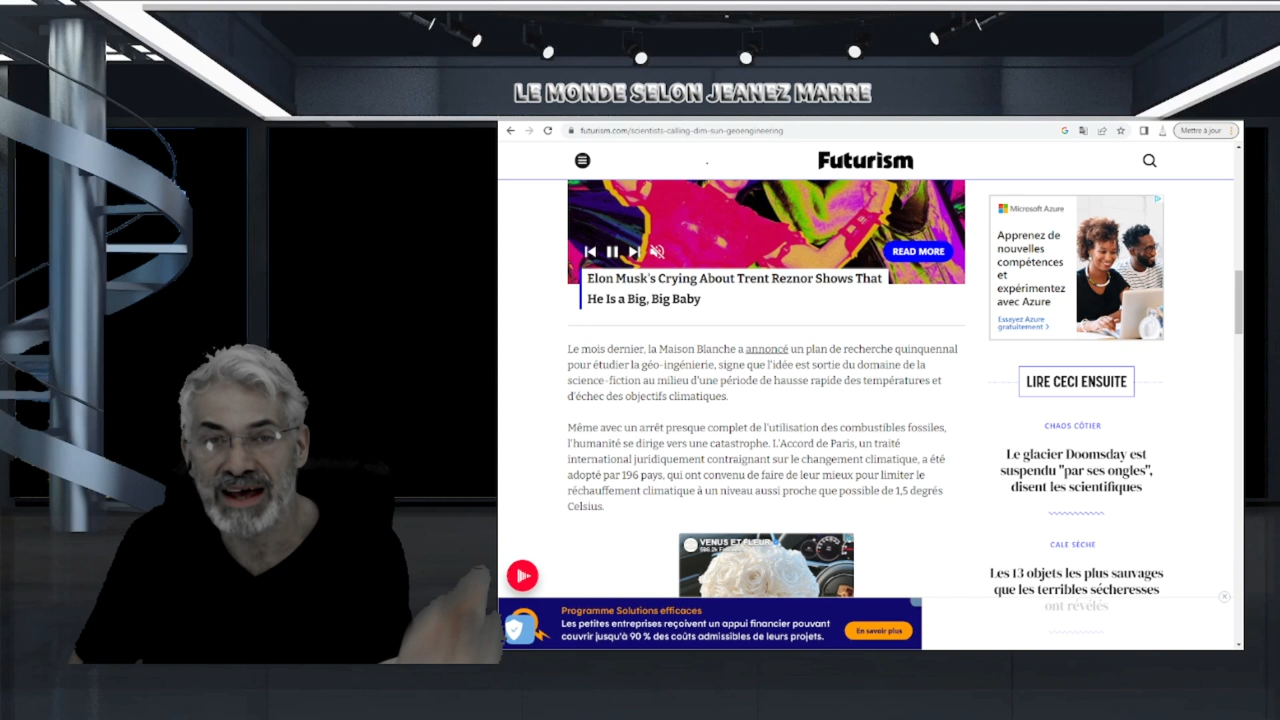 LE MONDE SELON JEANEZ MARRE
futurism.com/scientists-calling-dim-sun-geoengineering
Mettre à jour
Futurism
READ MORE
Elon Musk's Crying About Trent Reznor Shows That
He Is a Big, Big Baby
Le mois dernier, la Maison Blanche a annoncé un plan de recherche quinquennal
pour étudier la géo-ingénierie, signe que l'idée est sortie du domaine de la
science-fiction au milieu d'une période de hausse rapide des températures et
d'échec des objectifs climatiques.
Même avec un arrêt presque complet de l'utilisation des combustibles fossiles,
l'humanité se dirige vers une catastrophe. L'Accord de Paris, un traité
international juridiquement contraignant sur le changement climatique, a été
adopté par 196 pays, qui ont convenu de faire de leur mieux pour limiter le
réchauffement climatique à un niveau aussi proche que possible de 1,5 degrés
Celsius.
VENUS ET FLEUR
Programme Solutions efficaces
Les petites entreprises reçoivent un appui financier pouvant
couvrir jusqu'à 90 % des coûts admissibles de leurs projets.
En savoir plus
Microsoft Azure
Apprenez de
nouvelles
compétences
et
expérimentez
avec Azure
Essayez Azure
gratuitement >
LIRE CECI ENSUITE
CHAOS CÔTIER
Le glacier Doomsday est
suspendu "par ses ongles",
disent les scientifiques
CALE SÈCHE
Les 13 objets les plus sauvages
que les terribles sécheresses
ont révélés